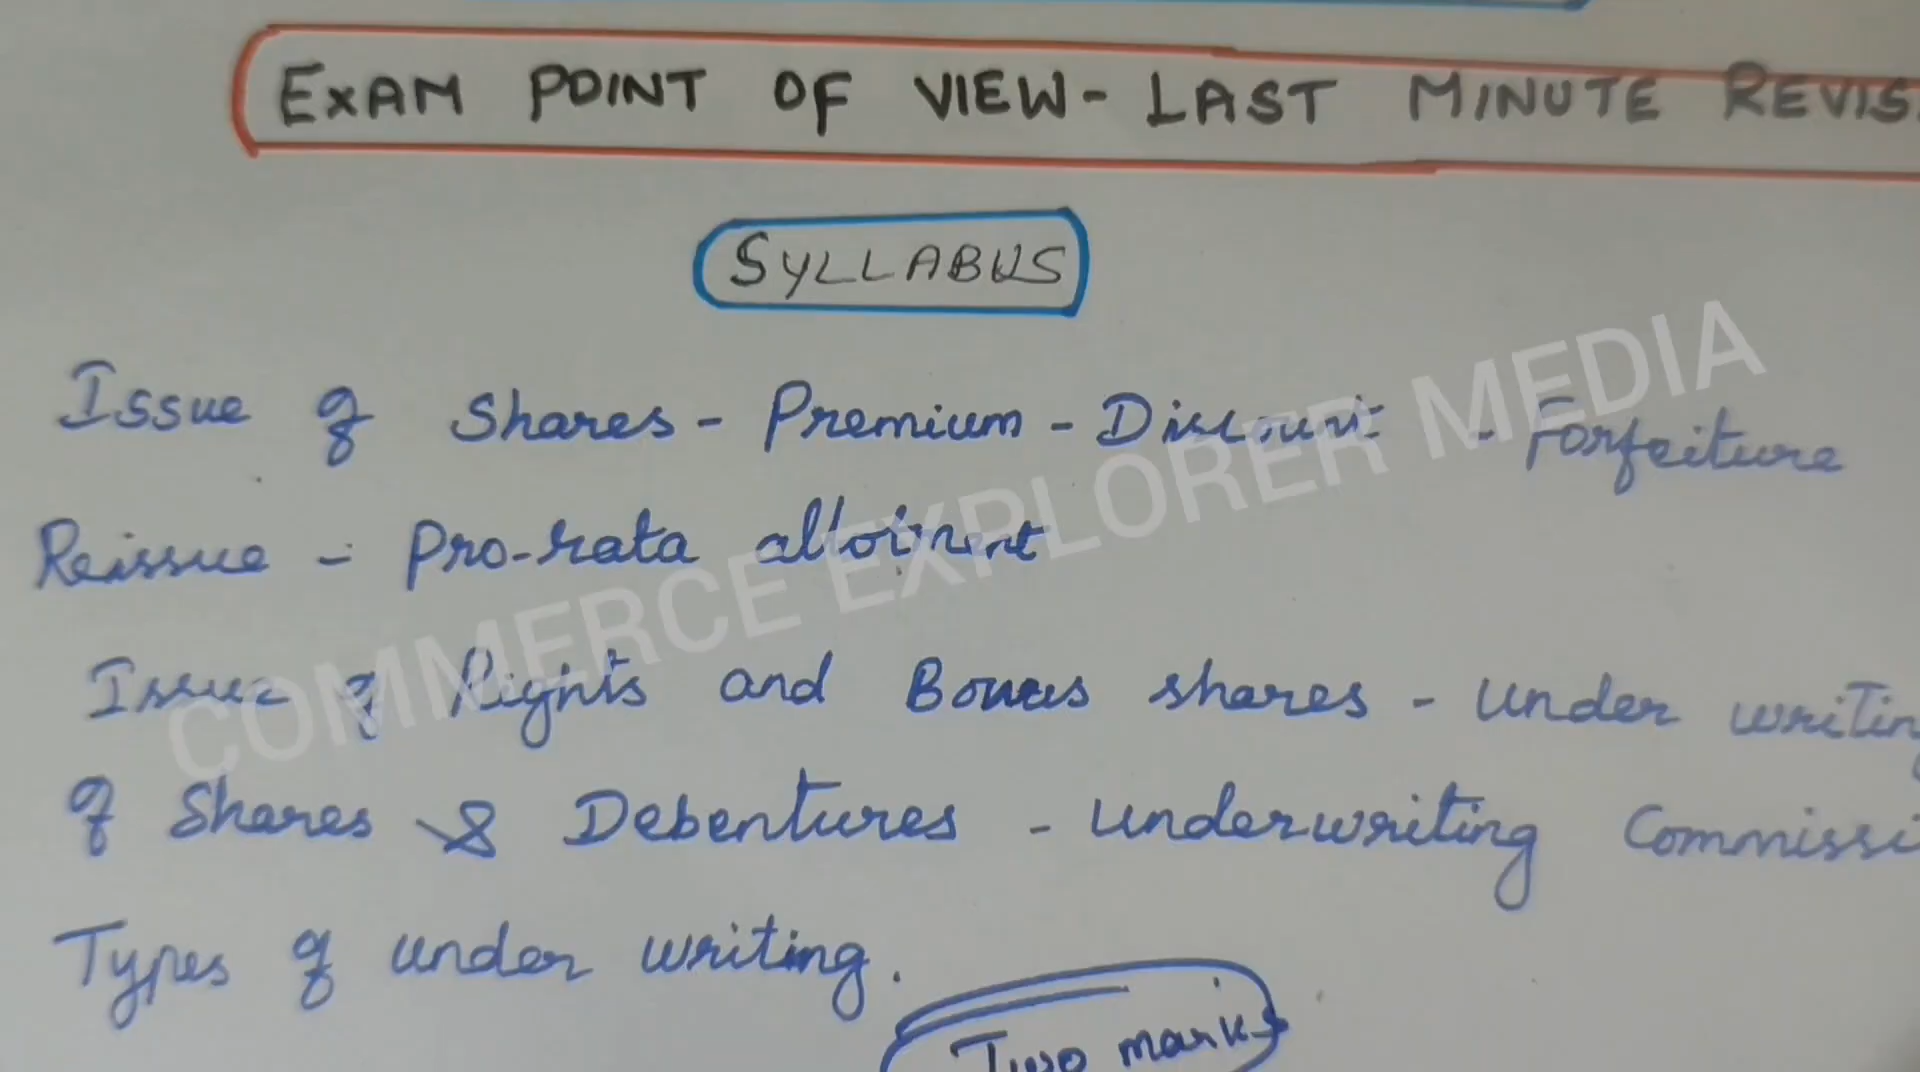 EXAM POINT OF VIEW - LAST MINUTE REVIS
SYLLABUS
Issue of Shares - Premium - Discount - Forfeiture
Reissue - Pro-rata allotment
Issue of Rights and Bonus shares - Under writing
of Shares & Debentures - Underwriting Commissi
Types of under writing.
Two marks
COMMERCE EXPLORER MEDIA